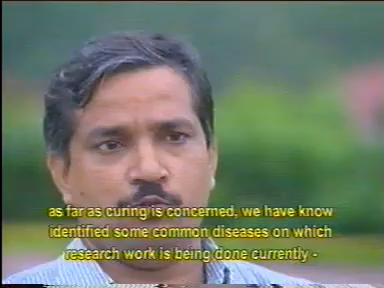 as far as curing is concerned, we have know
identified some common diseases on which
research work is being done currently -